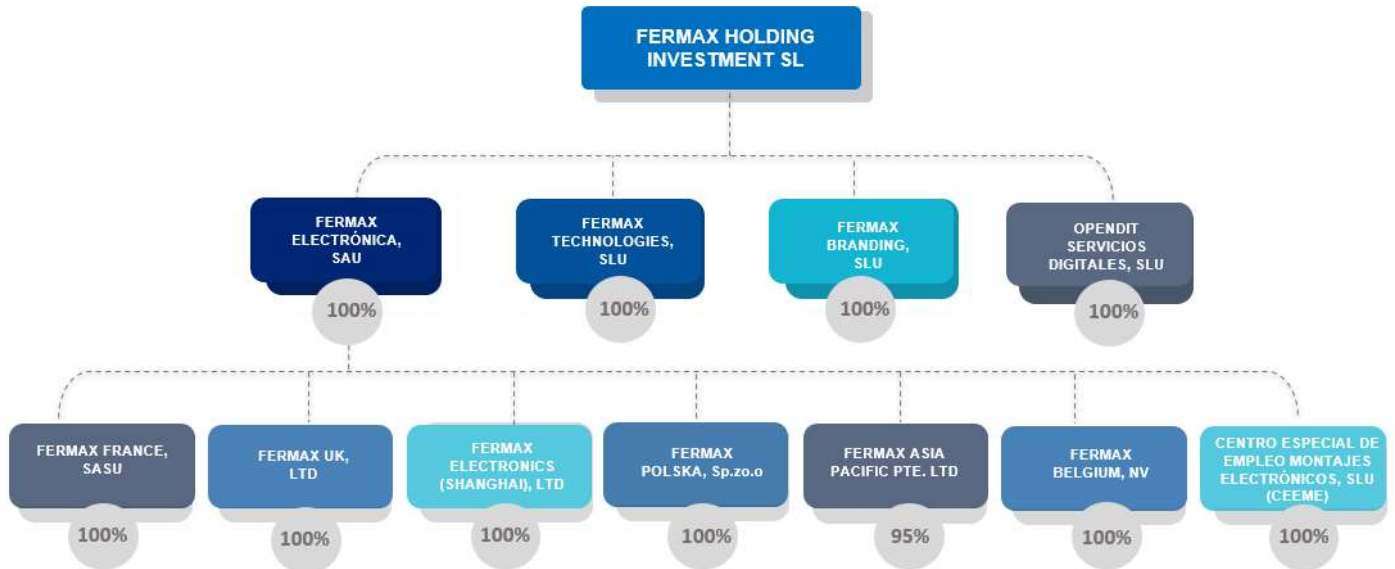 FERMAX HOLDING
INVESTMENT SL
FERMAX
ELECTRÓNICA,
SAU
100%
FERMAX
TECHNOLOGIES,
SLU
100%
FERMAX
BRANDING,
SLU
100%
OPENDIT
SERVICIOS
DIGITALES, SLU
100%
FERMAX FRANCE,
SASU
100%
FERMAX UK,
LTD
100%
FERMAX
ELECTRONICS
(SHANGHAI), LTD
100%
FERMAX
POLSKA, Sp.zo.o
100%
FERMAX ASIA
PACIFIC PTE. LTD
95%
FERMAX
BELGIUM, NV
100%
CENTRO ESPECIAL DE
EMPLEO MONTAJES
ELECTRÓNICOS, SLU
(CEEME)
100%